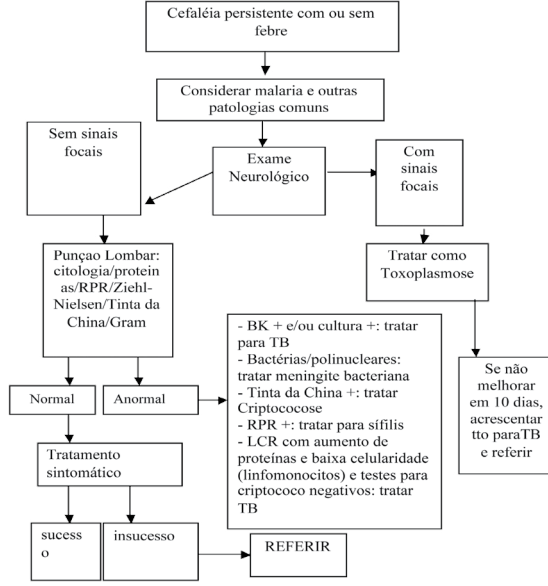 Cefaléia persistente com ou sem
febre
Considerar malaria e outras
patologias comuns
Sem sinais
focais
Exame
Neurológico
Com
sinais
focais
Punçao Lombar:
citologia/protein
as/RPR/Ziehl-
Nielsen/Tinta da
China/Gram
Tratar como
Toxoplasmose
- BK + e/ou cultura +: tratar
para TB
- Bactérias/polinucleares:
tratar meningite bacteriana
- Tinta da China +: tratar
Criptococose
- RPR +: tratar para sífilis
- LCR com aumento de
proteínas e baixa celularidade
(linfomonocitos) e testes para
criptococo negativos: tratar
TB
Se não
melhorar
em 10 dias,
acrescentar
tto paraTB
e referir
Normal
Anormal
Tratamento
sintomático
sucess
o
insucesso
REFERIR